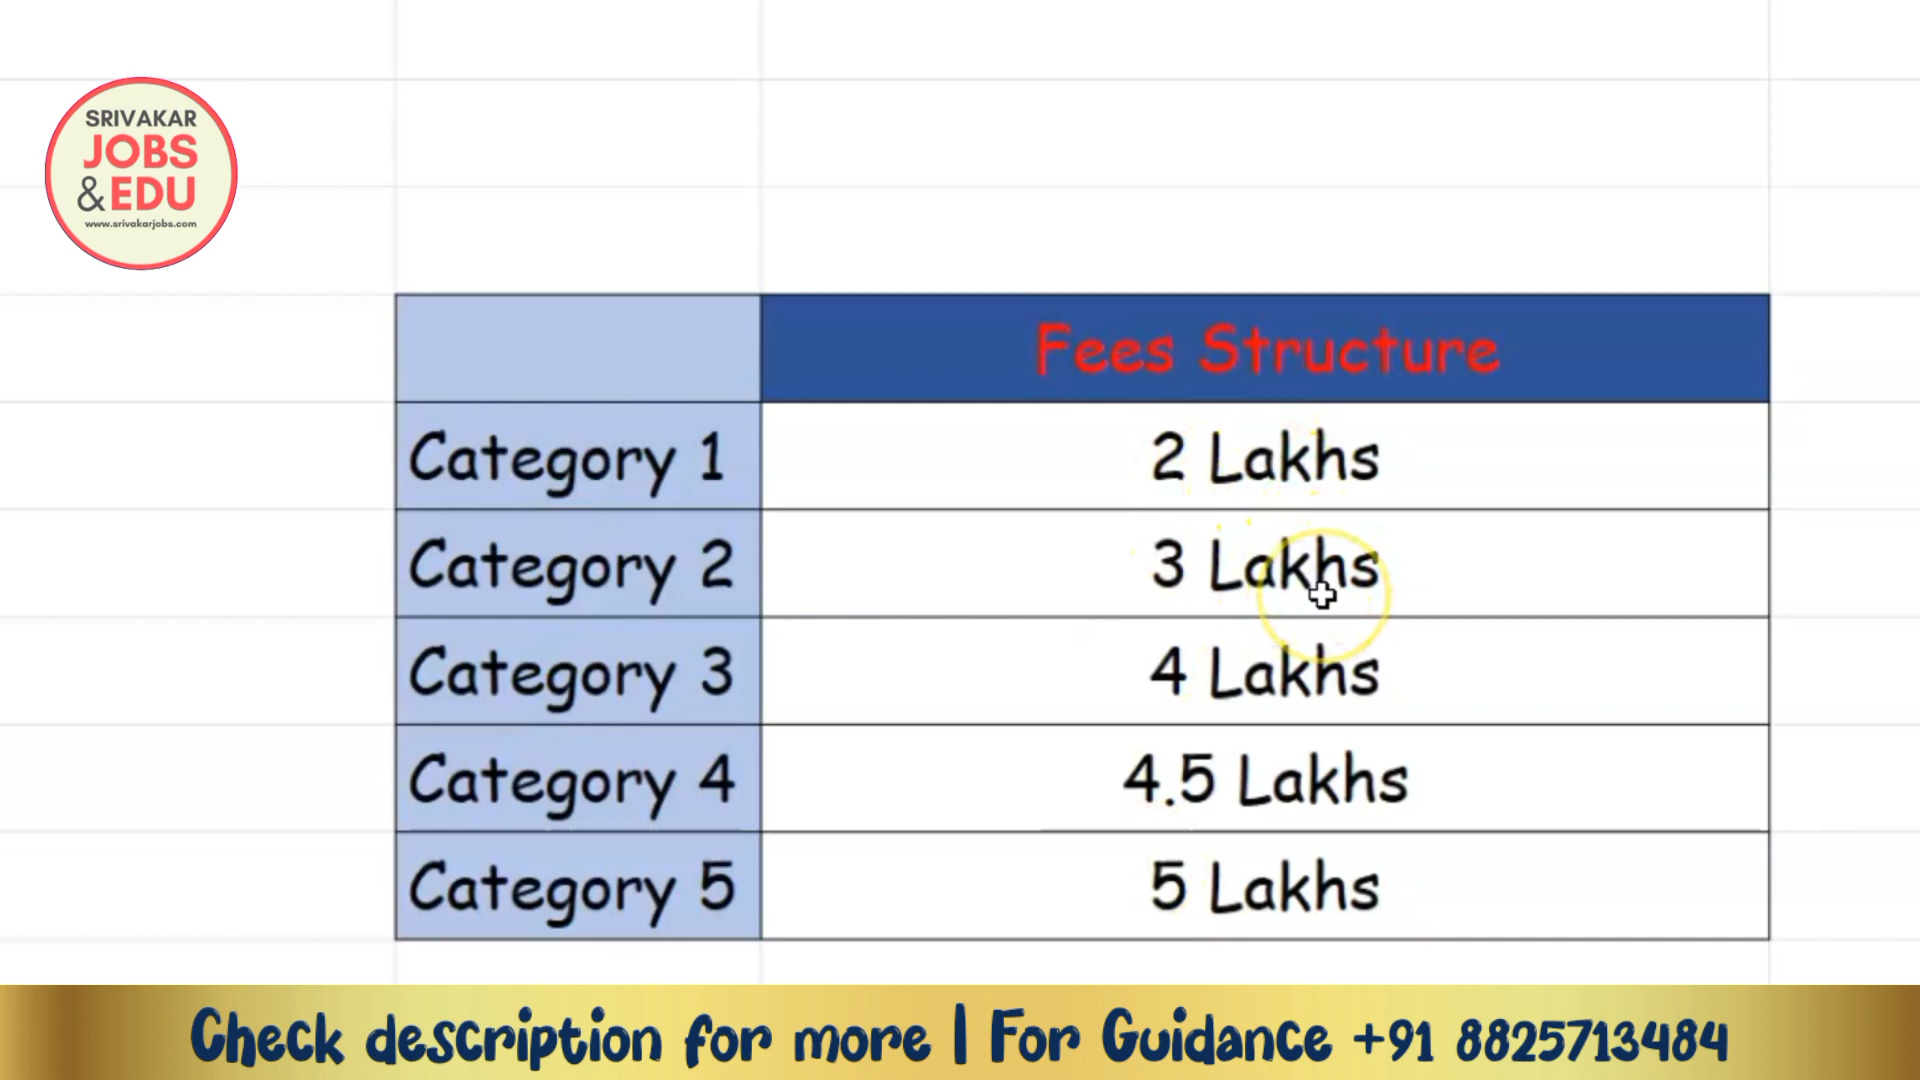 SRIVAKAR
JOBS
& EDU
www.srivakarjobs.com
Fees Structure
Category 1 2 Lakhs
Category 2 3 Lakhs
Category 3 4 Lakhs
Category 4 4.5 Lakhs
Category 5 5 Lakhs
Check description for more | For Guidance +91 8825713484